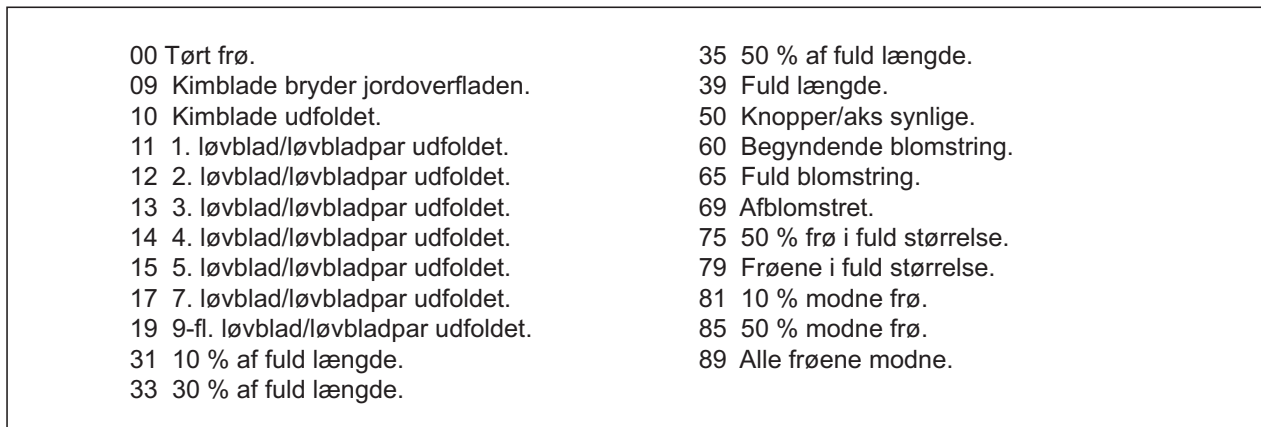 00 Tørt frø.
09 Kimblade bryder jordoverfladen.
10 Kimblade udfoldet.
11 1. løvblad/løvbladpar udfoldet.
12 2. løvblad/løvbladpar udfoldet.
13 3. løvblad/løvbladpar udfoldet.
14 4. løvblad/løvbladpar udfoldet.
15 5. løvblad/løvbladpar udfoldet.
17 7. løvblad/løvbladpar udfoldet.
19 9-fl. løvblad/løvbladpar udfoldet.
31 10 % af fuld længde.
33 30 % af fuld længde.
35 50 % af fuld længde.
39 Fuld længde.
50 Knopper/aks synlige.
60 Begyndende blomstring.
65 Fuld blomstring.
69 Afblomstret.
75 50 % frø i fuld størrelse.
79 Frøene i fuld størrelse.
81 10 % modne frø.
85 50 % modne frø.
89 Alle frøene modne.